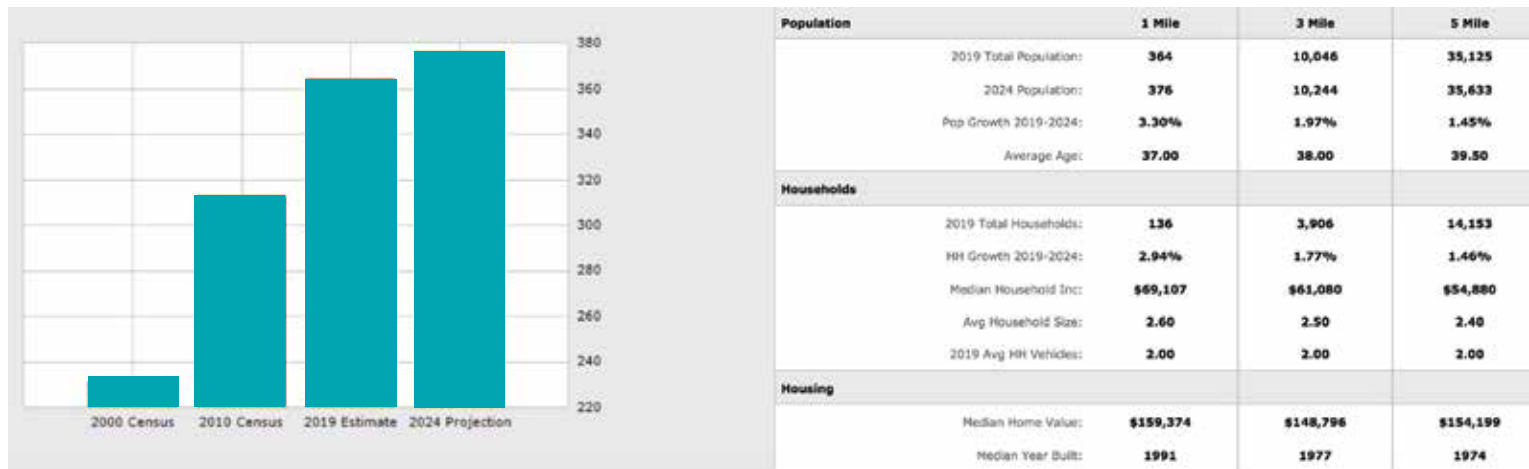 380
360
340
320
300
280
260
240
220
2000 Census 2010 Census 2019 Estimate 2024 Projection
Population 1 Mile 3 Mile 5 Mile
2019 Total Population: 364 10,046 35,125
2024 Population: 376 10,244 35,633
Pop Growth 2019-2024: 3.30% 1.97% 1.45%
Average Age: 37.00 38.00 39.50
Households
2019 Total Households: 136 3,906 14,153
HH Growth 2019-2024: 2.94% 1.77% 1.46%
Median Household Inc: $69,107 $61,080 $54,880
Avg Household Size: 2.60 2.50 2.40
2019 Avg HH Vehicles: 2.00 2.00 2.00
Housing
Median Home Value: $159,374 $148,796 $154,199
Median Year Built: 1991 1977 1974